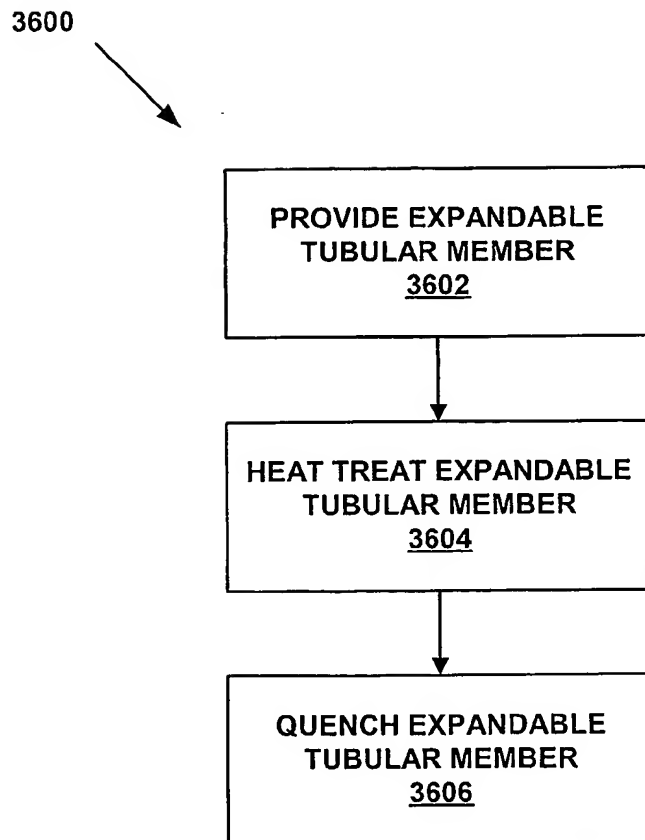 3600
PROVIDE EXPANDABLE
TUBULAR MEMBER
3602
HEAT TREAT EXPANDABLE
TUBULAR MEMBER
3604
QUENCH EXPANDABLE
TUBULAR MEMBER
3606